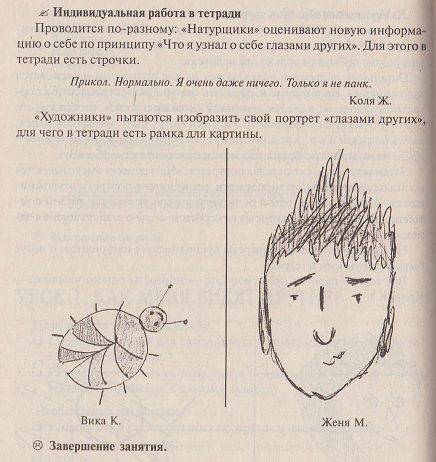 ✍ Индивидуальная работа в тетради
Проводится по-разному: «Натурщики» оценивают новую информа-
цию о себе по принципу «Что я узнал о себе глазами других». Для этого в
тетради есть строчки.
Прикол. Нормально. Я очень даже ничего. Только я не панк.
Коля Ж.
«Художники» пытаются изобразить свой портрет «глазами других»,
для чего в тетради есть рамка для картины.
Вика К.
Женя М.
☹ Завершение занятия.